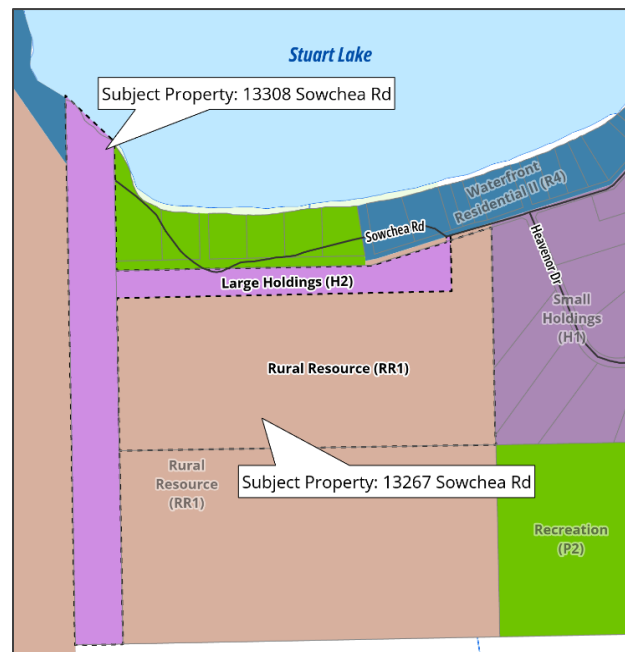 Stuart Lake
Subject Property: 13308 Sowchea Rd
Waterfront
Residential II (R4)
Sowchea Rd
Heavenor Dr
Large Holdings (H2)
Small
Holdings
(H1)
Rural Resource (RR1)
Rural
Resource
(RR1)
Subject Property: 13267 Sowchea Rd
Recreation
(P2)